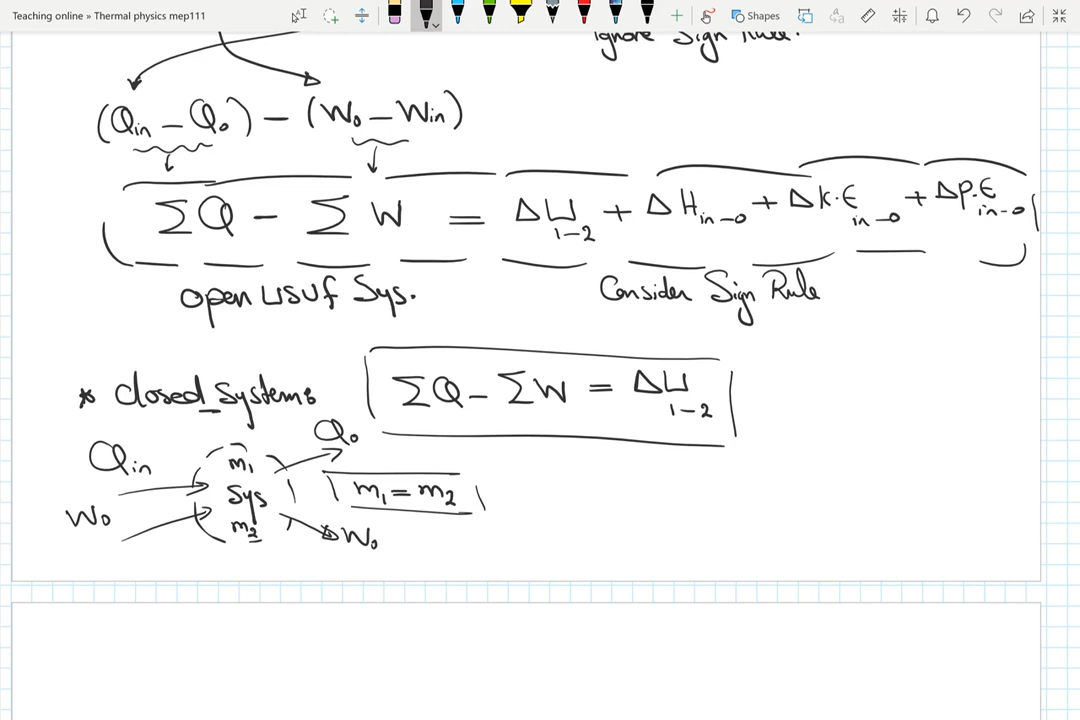 Teaching online » Thermal physics mep111
Shapes
ignore Sign Rule.
(Qin − Qo) − (Wo − Win)
ΣQ − ΣW = ΔU1−2 + ΔHin−o + ΔK.Ein−o + ΔP.Ein−o
open USUF Sys. Consider Sign Rule
* Closed_Systems ΣQ − ΣW = ΔU1−2
Qo
Qin m1
Sys m1 = m2
Wo m2 Wo